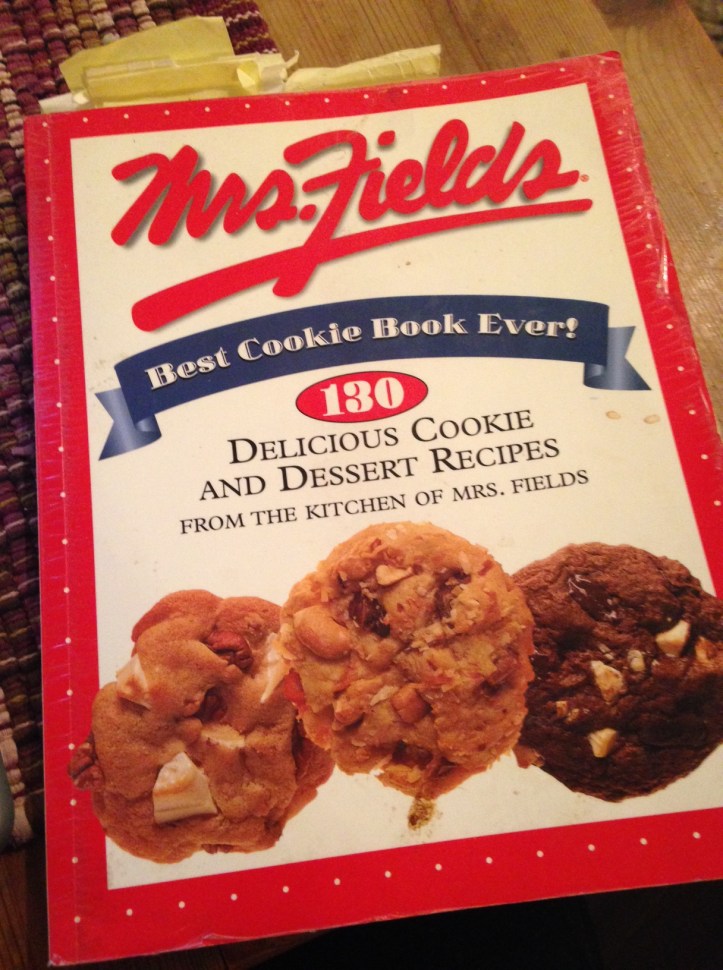 Mrs. Fields®
Best Cookie Book Ever!
130
DELICIOUS COOKIE
AND DESSERT RECIPES
FROM THE KITCHEN OF MRS. FIELDS